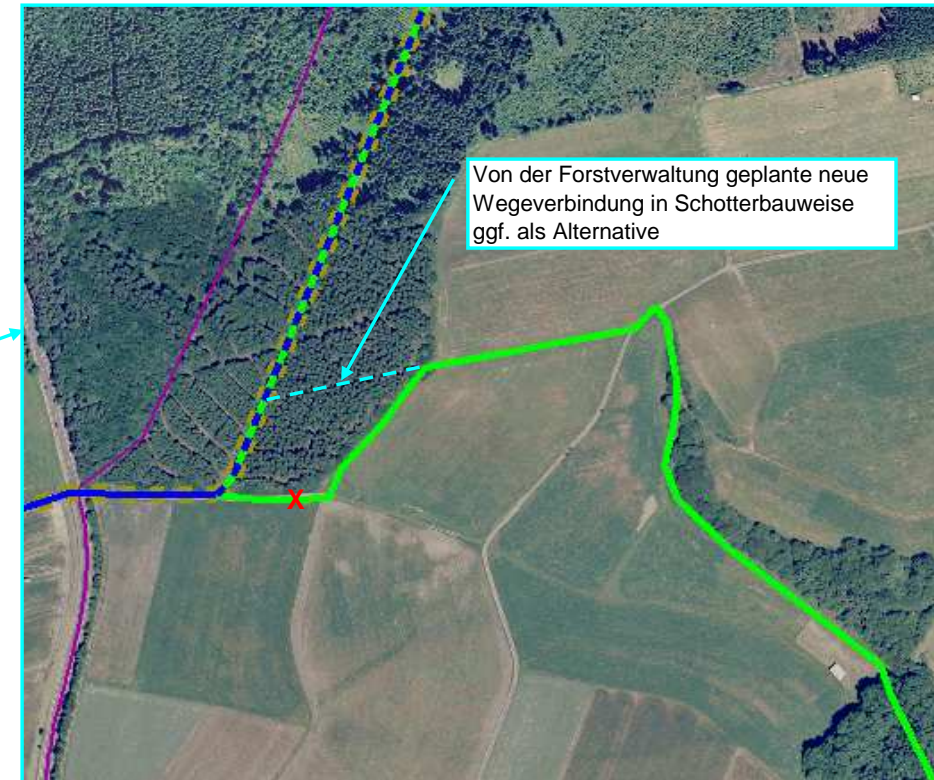 Von der Forstverwaltung geplante neue
Wegeverbindung in Schotterbauweise
ggf. als Alternative
X